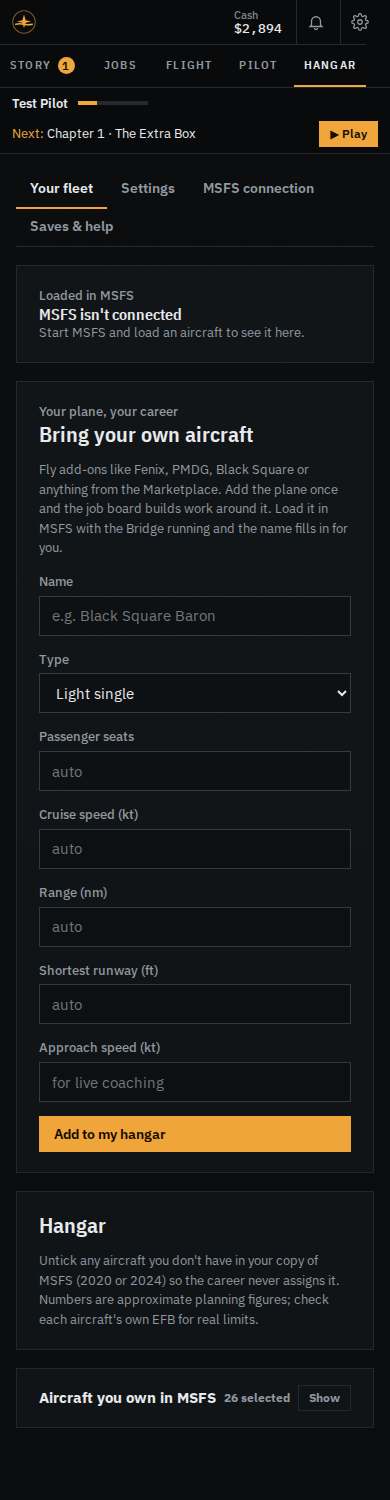 Cash
$2,894
STORY 1 JOBS FLIGHT PILOT HANGAR
Test Pilot
Next: Chapter 1 · The Extra Box
▶ Play
Your fleet Settings MSFS connection
Saves & help
Loaded in MSFS
MSFS isn't connected
Start MSFS and load an aircraft to see it here.
Your plane, your career
Bring your own aircraft
Fly add-ons like Fenix, PMDG, Black Square or
anything from the Marketplace. Add the plane once
and the job board builds work around it. Load it in
MSFS with the Bridge running and the name fills in for
you.
Name
e.g. Black Square Baron
Type
Light single
Passenger seats
auto
Cruise speed (kt)
auto
Range (nm)
auto
Shortest runway (ft)
auto
Approach speed (kt)
for live coaching
Add to my hangar
Hangar
Untick any aircraft you don't have in your copy of
MSFS (2020 or 2024) so the career never assigns it.
Numbers are approximate planning figures; check
each aircraft's own EFB for real limits.
Aircraft you own in MSFS 26 selected Show